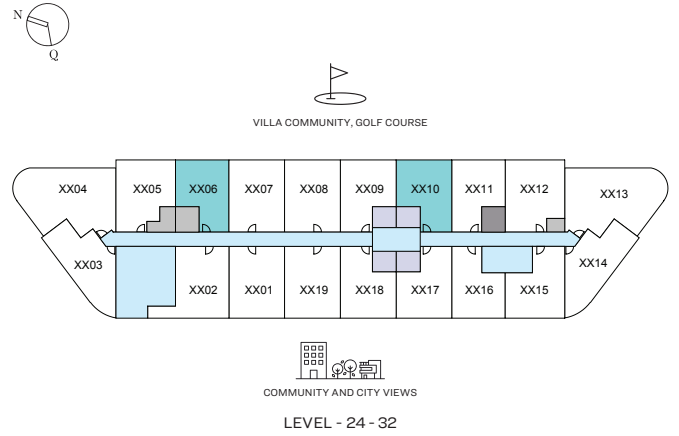 N
Q
VILLA COMMUNITY, GOLF COURSE
XX04
XX05
XX06
XX07
XX08
XX09
XX10
XX11
XX12
XX13
XX03
XX02
XX01
XX19
XX18
XX17
XX16
XX15
XX14
COMMUNITY AND CITY VIEWS
LEVEL - 24 - 32